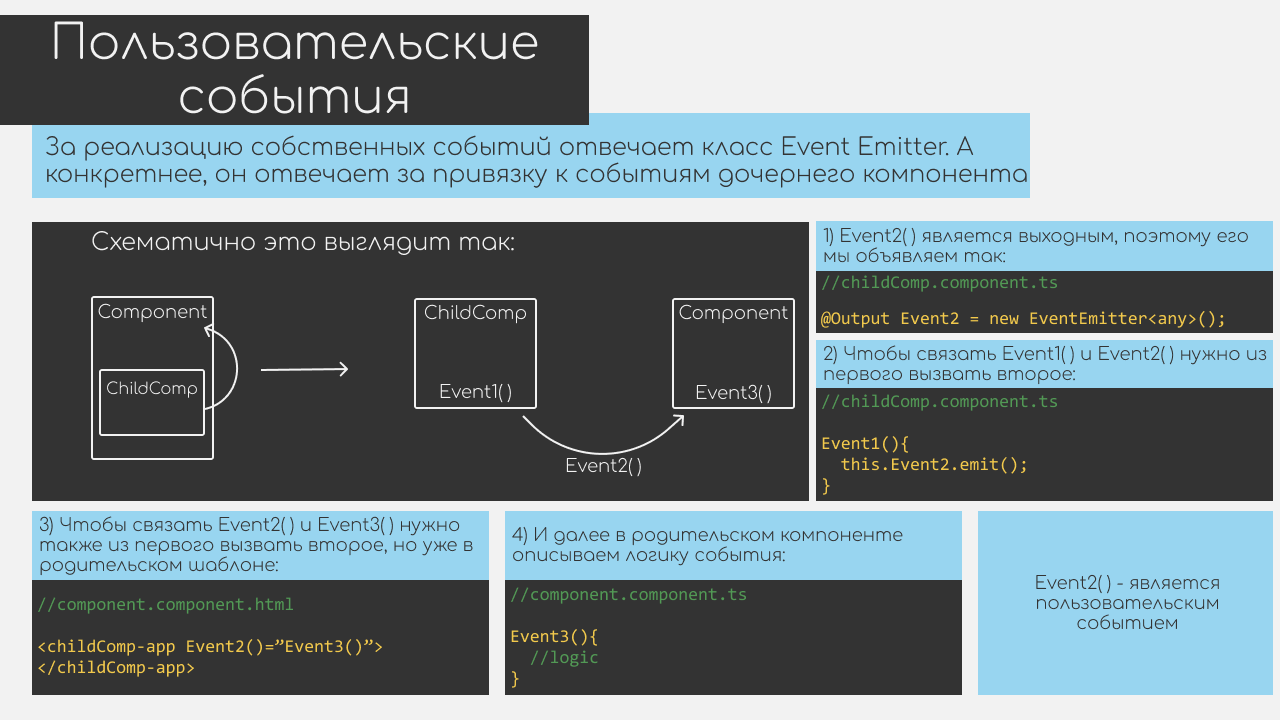 Пользовательские
события
За реализацию собственных событий отвечает класс Event Emitter. А
конкретнее, он отвечает за привязку к событиям дочернего компонента
Схематично это выглядит так:
Component
ChildComp
ChildComp
Event1()
Component
Event3()
Event2()
1) Event2() является выходным, поэтому его
мы объявляем так:
//childComp.component.ts
@Output Event2 = new EventEmitter<any>();
2) Чтобы связать Event1() и Event2() нужно из
первого вызвать второе:
//childComp.component.ts
Event1(){
this.Event2.emit();
}
3) Чтобы связать Event2() и Event3() нужно
также из первого вызвать второе, но уже в
родительском шаблоне:
//component.component.html
<childComp-app Event2()=”Event3()”>
</childComp-app>
4) И далее в родительском компоненте
описываем логику события:
//component.component.ts
Event3(){
//logic
}
Event2() - является
пользовательским
событием